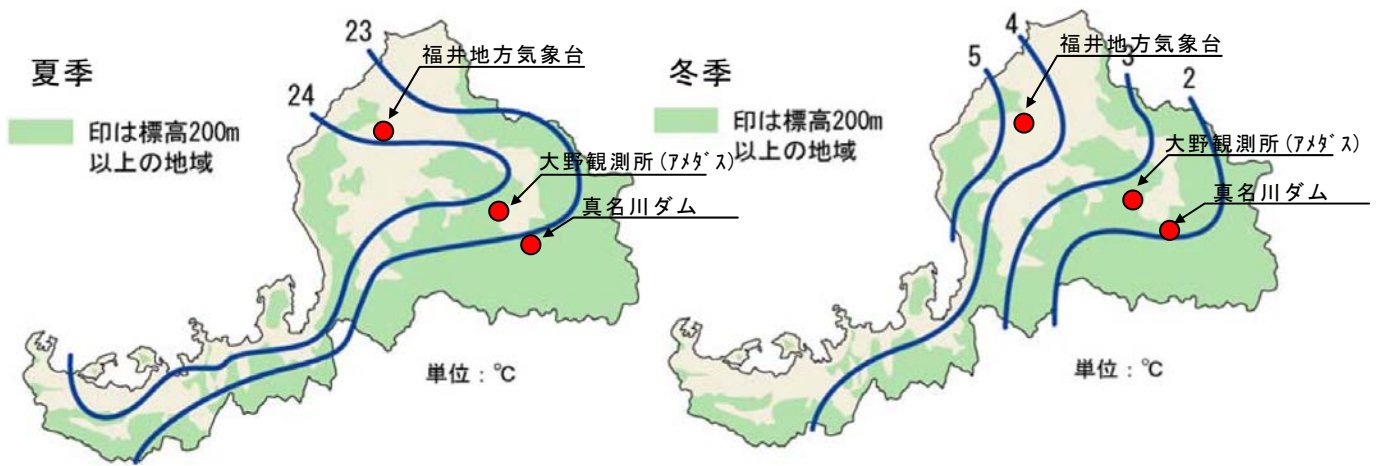 夏季
印は標高200m
以上の地域
23
24
福井地方気象台
大野観測所(ｱﾒﾀﾞｽ)
真名川ダム
単位：℃
冬季
印は標高200m
以上の地域
5
4
3
2
福井地方気象台
大野観測所(ｱﾒﾀﾞｽ)
真名川ダム
単位：℃